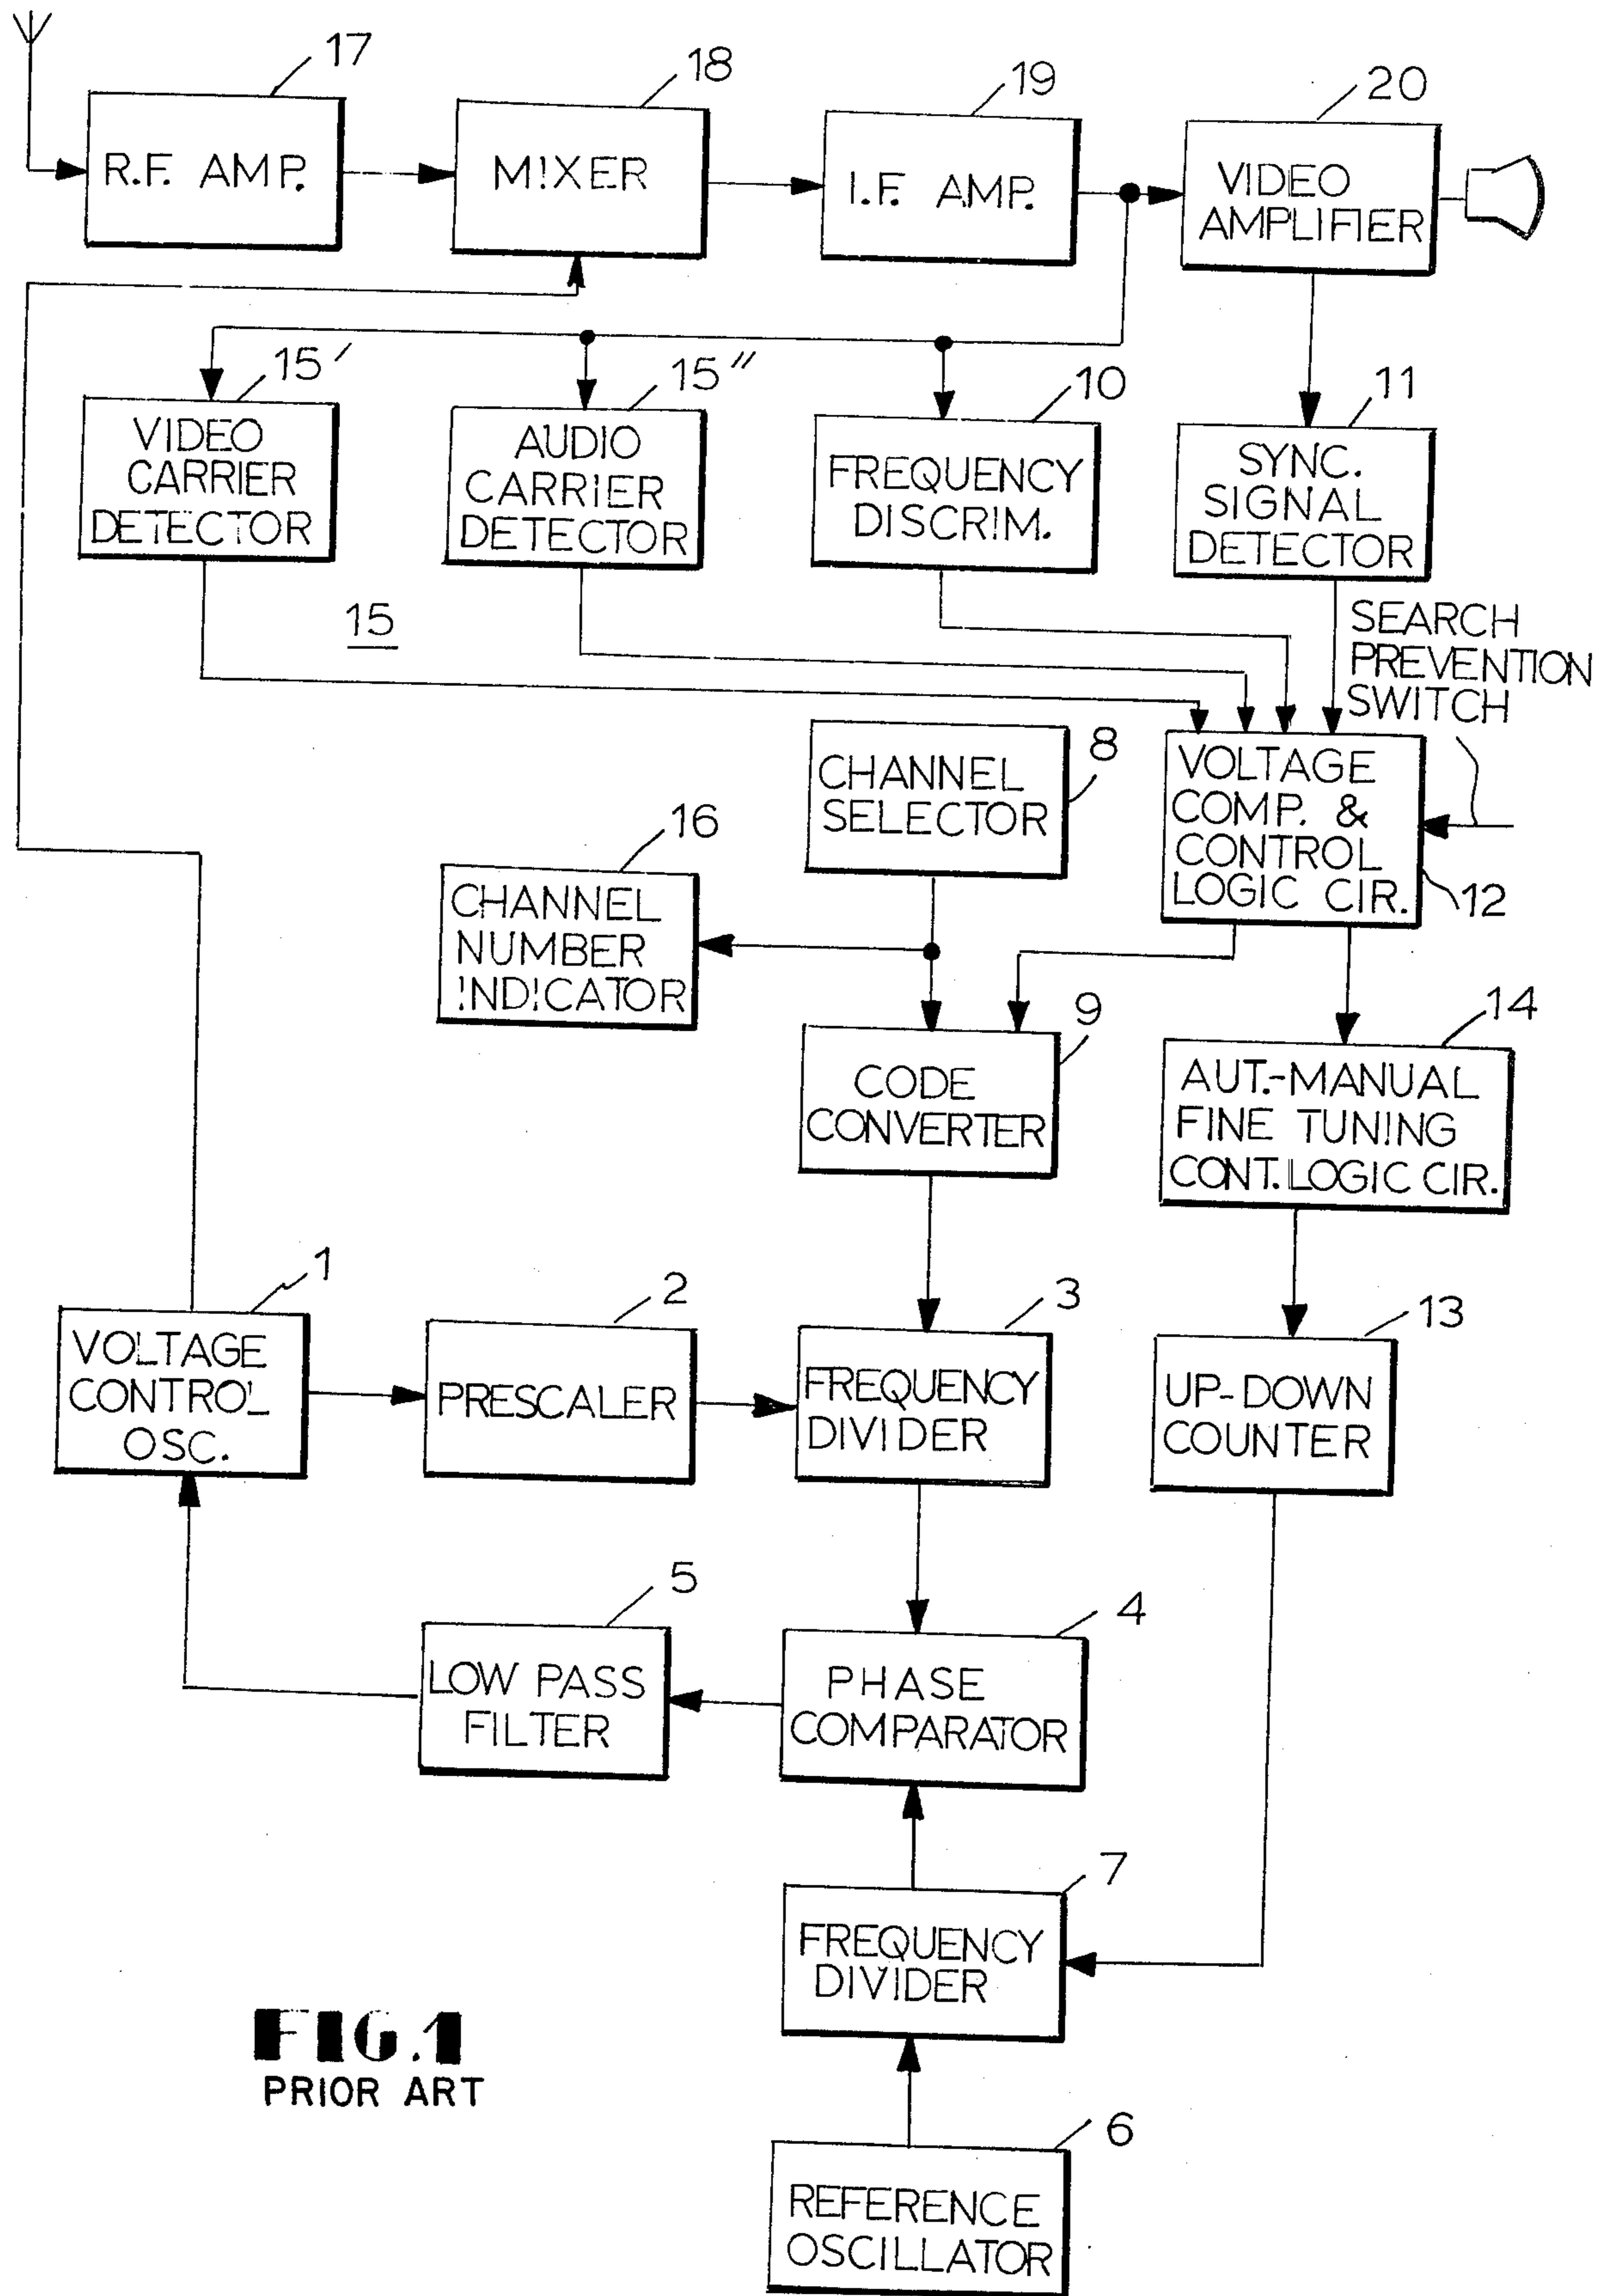 17
18
19
20
R.F. AMP.
MIXER
I.F. AMP.
VIDEO
AMPLIFIER
15'
15"
10
11
VIDEO
CARRIER
DETECTOR
AUDIO
CARRIER
DETECTOR
FREQUENCY
DISCRIM.
SYNC.
SIGNAL
DETECTOR
15
SEARCH
PREVENTION
SWITCH
8
CHANNEL
SELECTOR
VOLTAGE
COMP. &
CONTROL
LOGIC CIR.
12
16
CHANNEL
NUMBER
INDICATOR
9
14
CODE
CONVERTER
AUT.-MANUAL
FINE TUNING
CONT. LOGIC CIR.
1
2
3
13
VOLTAGE
CONTROL
OSC.
PRESCALER
FREQUENCY
DIVIDER
UP-DOWN
COUNTER
5
4
LOW PASS
FILTER
PHASE
COMPARATOR
7
FREQUENCY
DIVIDER
FIG.1
PRIOR ART
6
REFERENCE
OSCILLATOR